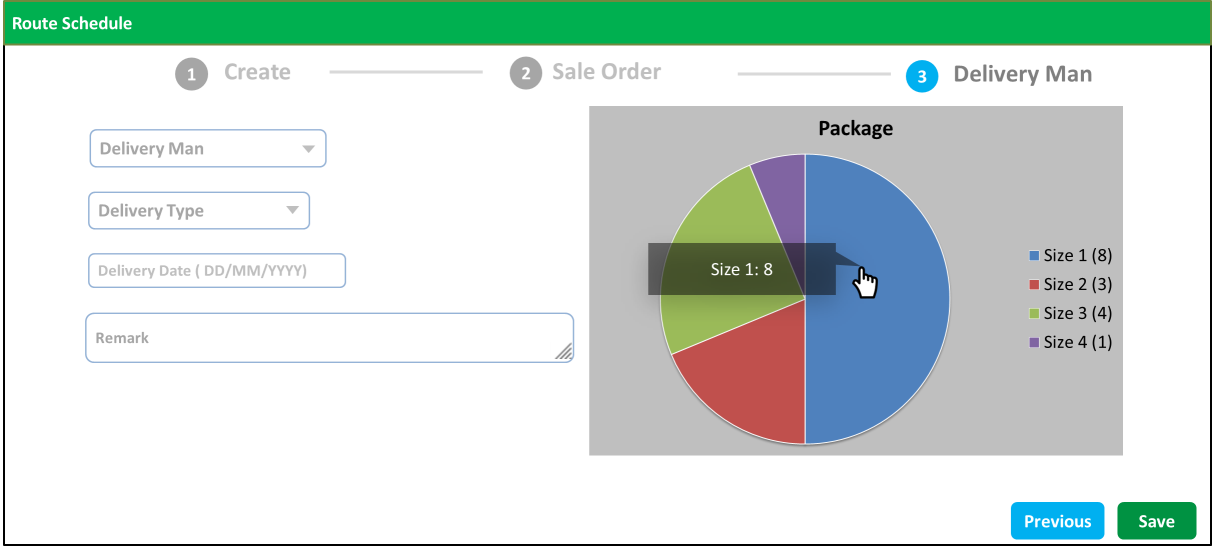 Route Schedule
1 Create
2 Sale Order
3 Delivery Man
Delivery Man
Delivery Type
Delivery Date ( DD/MM/YYYY)
Remark
Package
Size 1: 8
Size 1 (8)
Size 2 (3)
Size 3 (4)
Size 4 (1)
Previous
Save